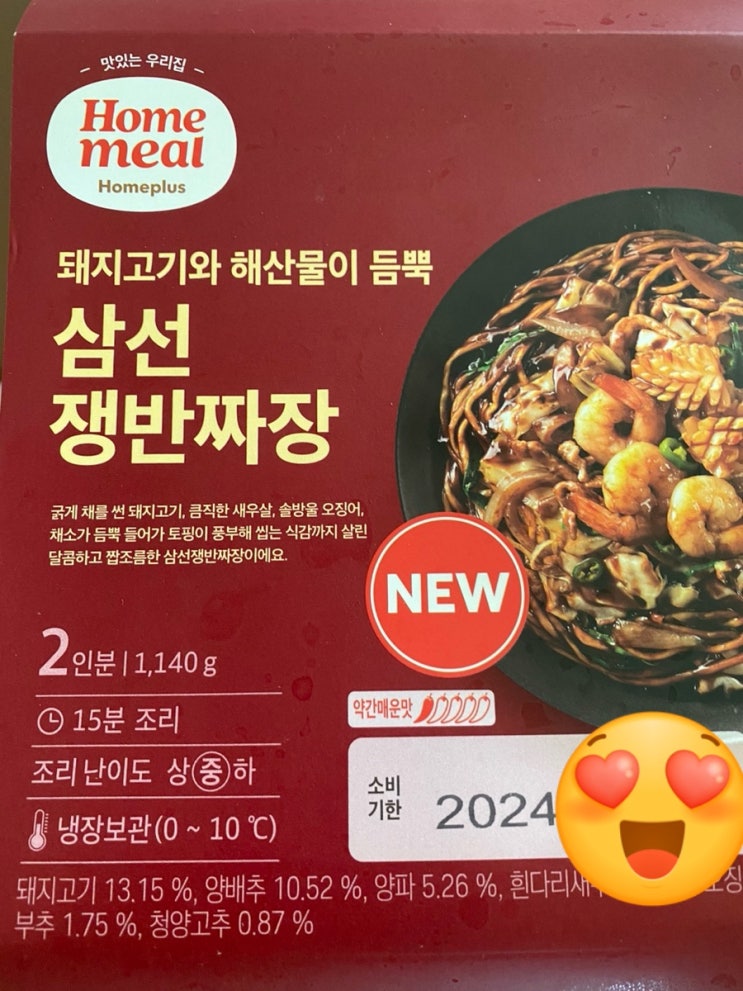 맛있는 우리집
Home
meal
Homeplus
돼지고기와 해산물이 듬뿍
삼선
쟁반짜장
굵게 채를 썬 돼지고기, 큼직한 새우살, 솔방울 오징어,
채소가 듬뿍 들어가 토핑이 풍부해 씹는 식감까지 살린
달콤하고 짭조름한 삼선쟁반짜장이에요.
NEW
2인분 | 1,140 g
15분 조리
조리 난이도 상 중 하
냉장보관(0 ~ 10 ℃)
약간매운맛
소비
기한
2024
돼지고기 13.15 %, 양배추 10.52 %, 양파 5.26 %,
부추 1.75 %, 청양고추 0.87 %